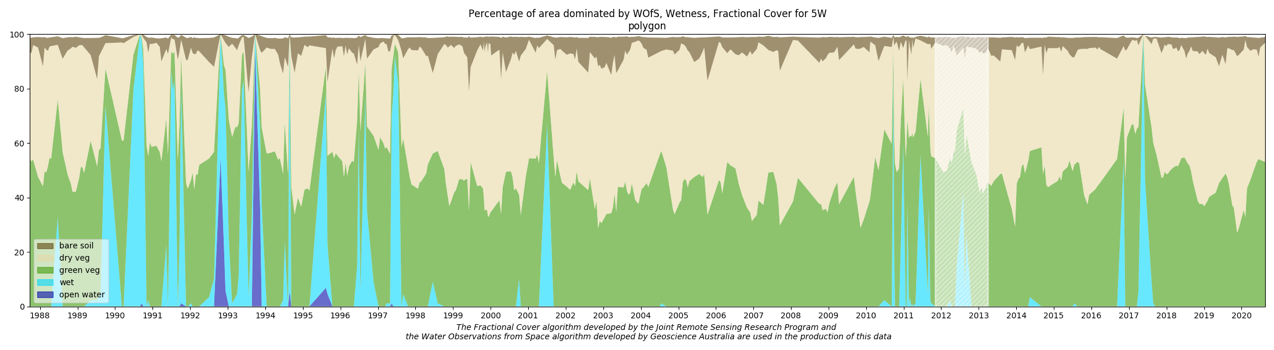 Percentage of area dominated by WOfS, Wetness, Fractional Cover for 5W
polygon
100
80
60
40
20
0
bare soil
dry veg
green veg
wet
open water
1988 1989 1990 1991 1992 1993 1994 1995 1996 1997 1998 1999 2000 2001 2002 2003 2004 2005 2006 2007 2008 2009 2010 2011 2012 2013 2014 2015 2016 2017 2018 2019 2020
The Fractional Cover algorithm developed by the Joint Remote Sensing Research Program and
the Water Observations from Space algorithm developed by Geoscience Australia are used in the production of this data